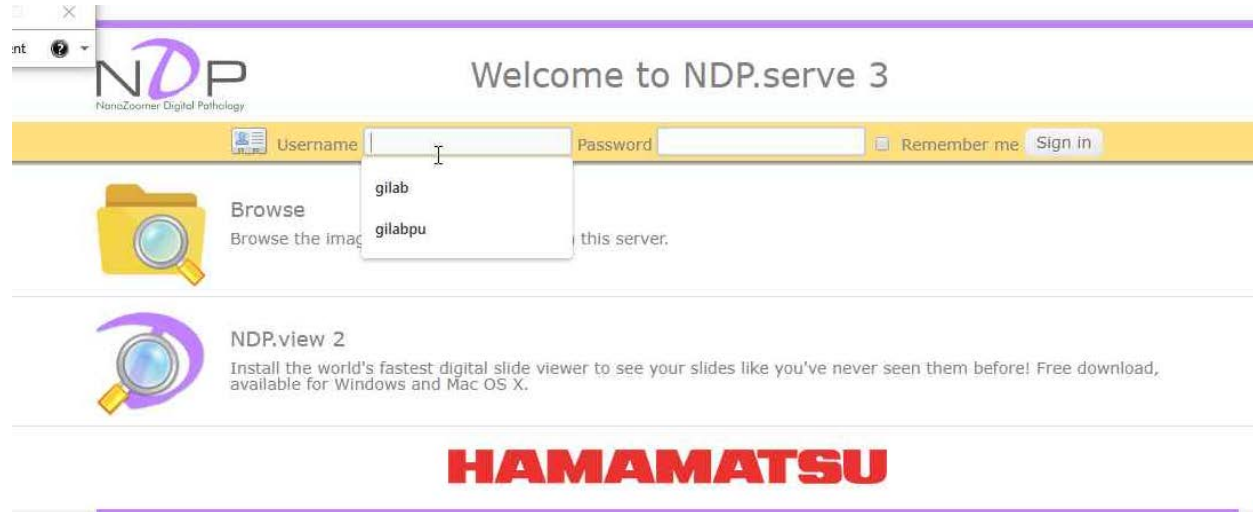 ent
NDP
NanoZoomer Digital Pathology
Welcome to NDP.serve 3
Username Password Remember me Sign in
gilab
gilabpu
Browse
Browse the imag this server.
NDP.view 2
Install the world's fastest digital slide viewer to see your slides like you've never seen them before! Free download,
available for Windows and Mac OS X.
HAMAMATSU